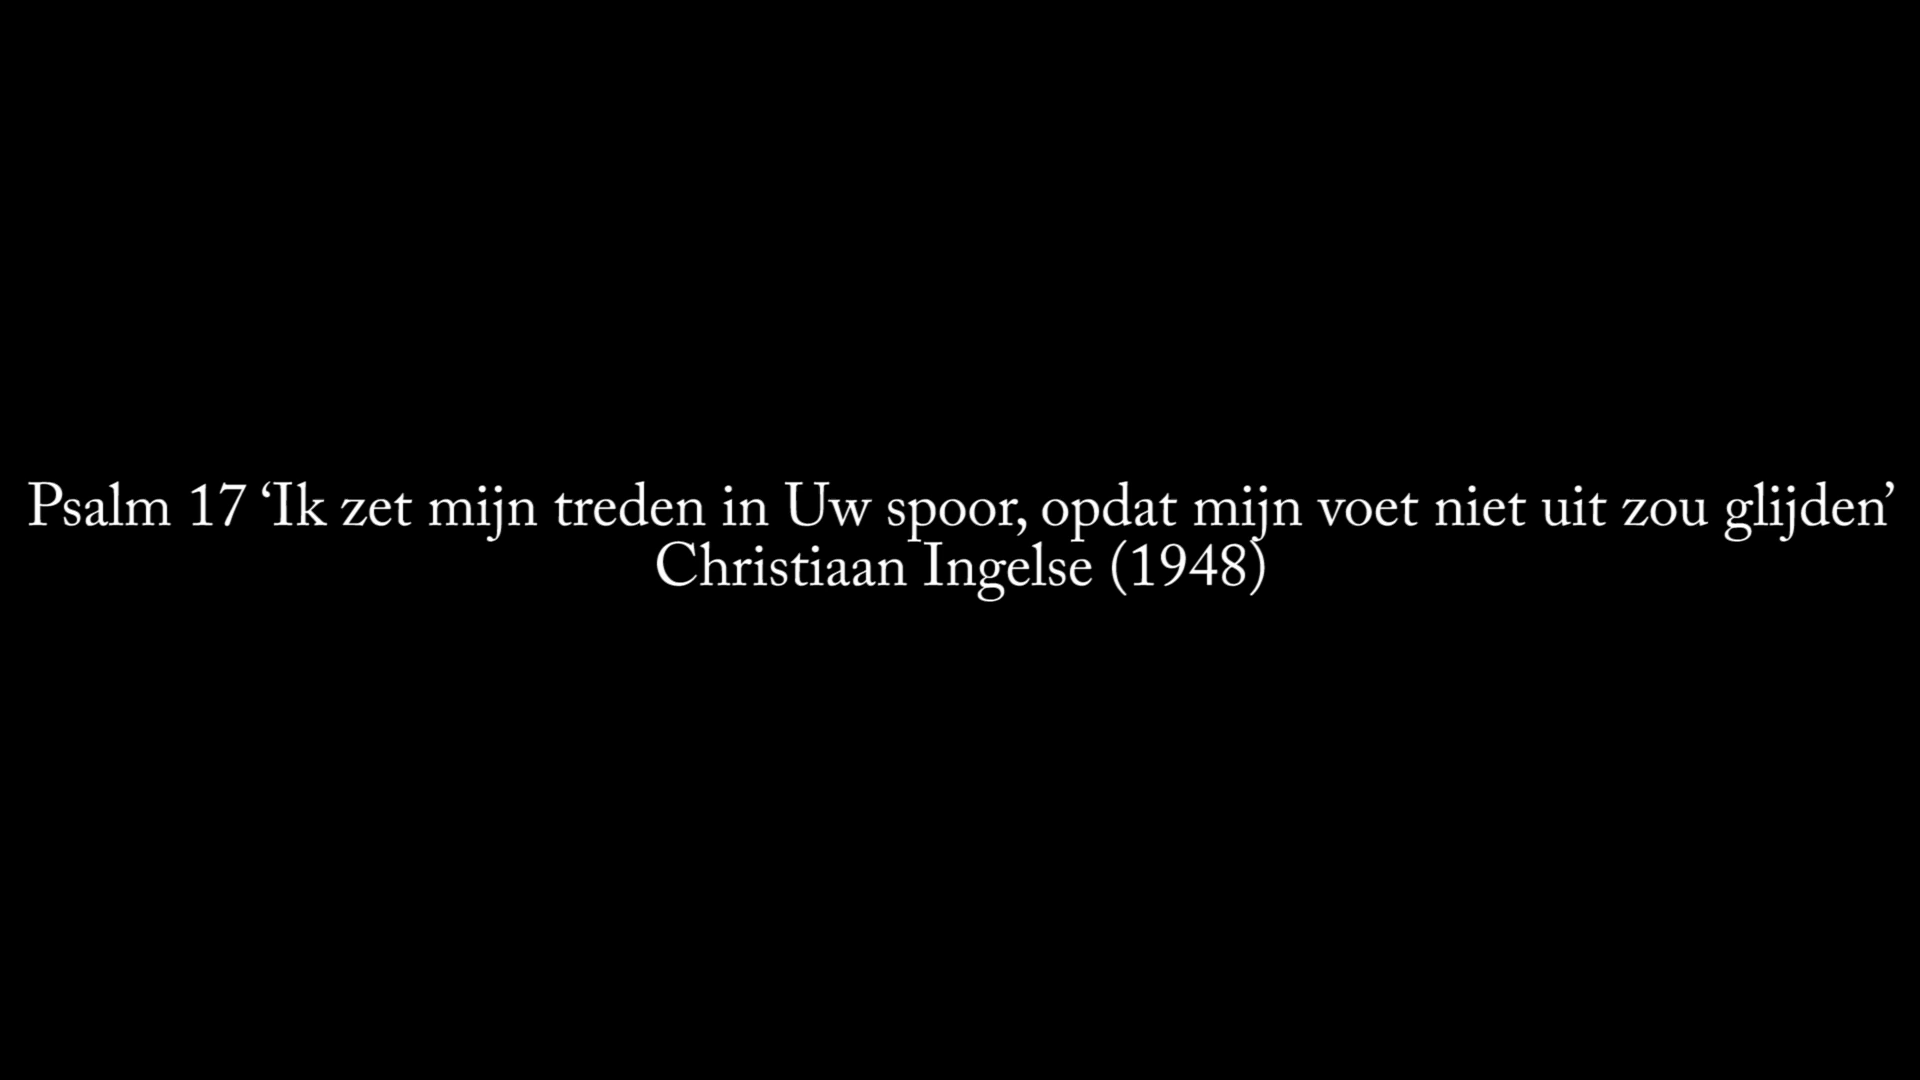 Psalm 17 ‘Ik zet mijn treden in Uw spoor, opdat mijn voet niet uit zou glijden’
Christiaan Ingelse (1948)